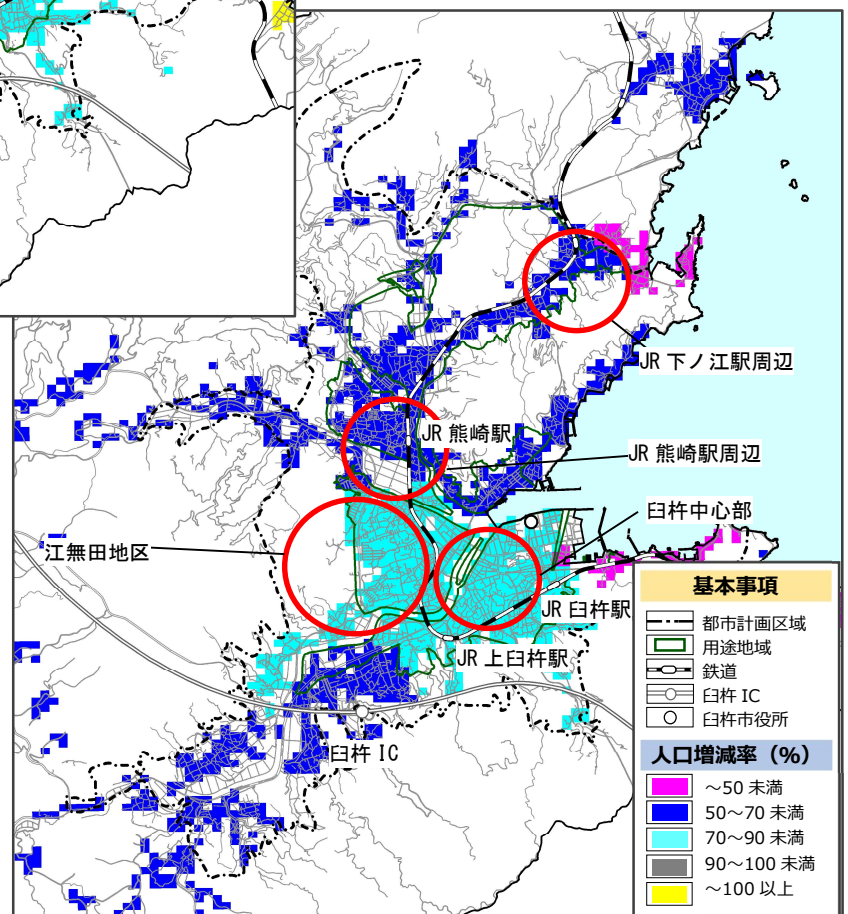 JR 下ノ江駅周辺
JR 熊崎駅
JR 熊崎駅周辺
臼杵中心部
江無田地区
JR 臼杵駅
JR 上臼杵駅
臼杵 IC
基本事項
都市計画区域
用途地域
鉄道
臼杵 IC
臼杵市役所
人口増減率（%）
～50 未満
50～70 未満
70～90 未満
90～100 未満
～100 以上